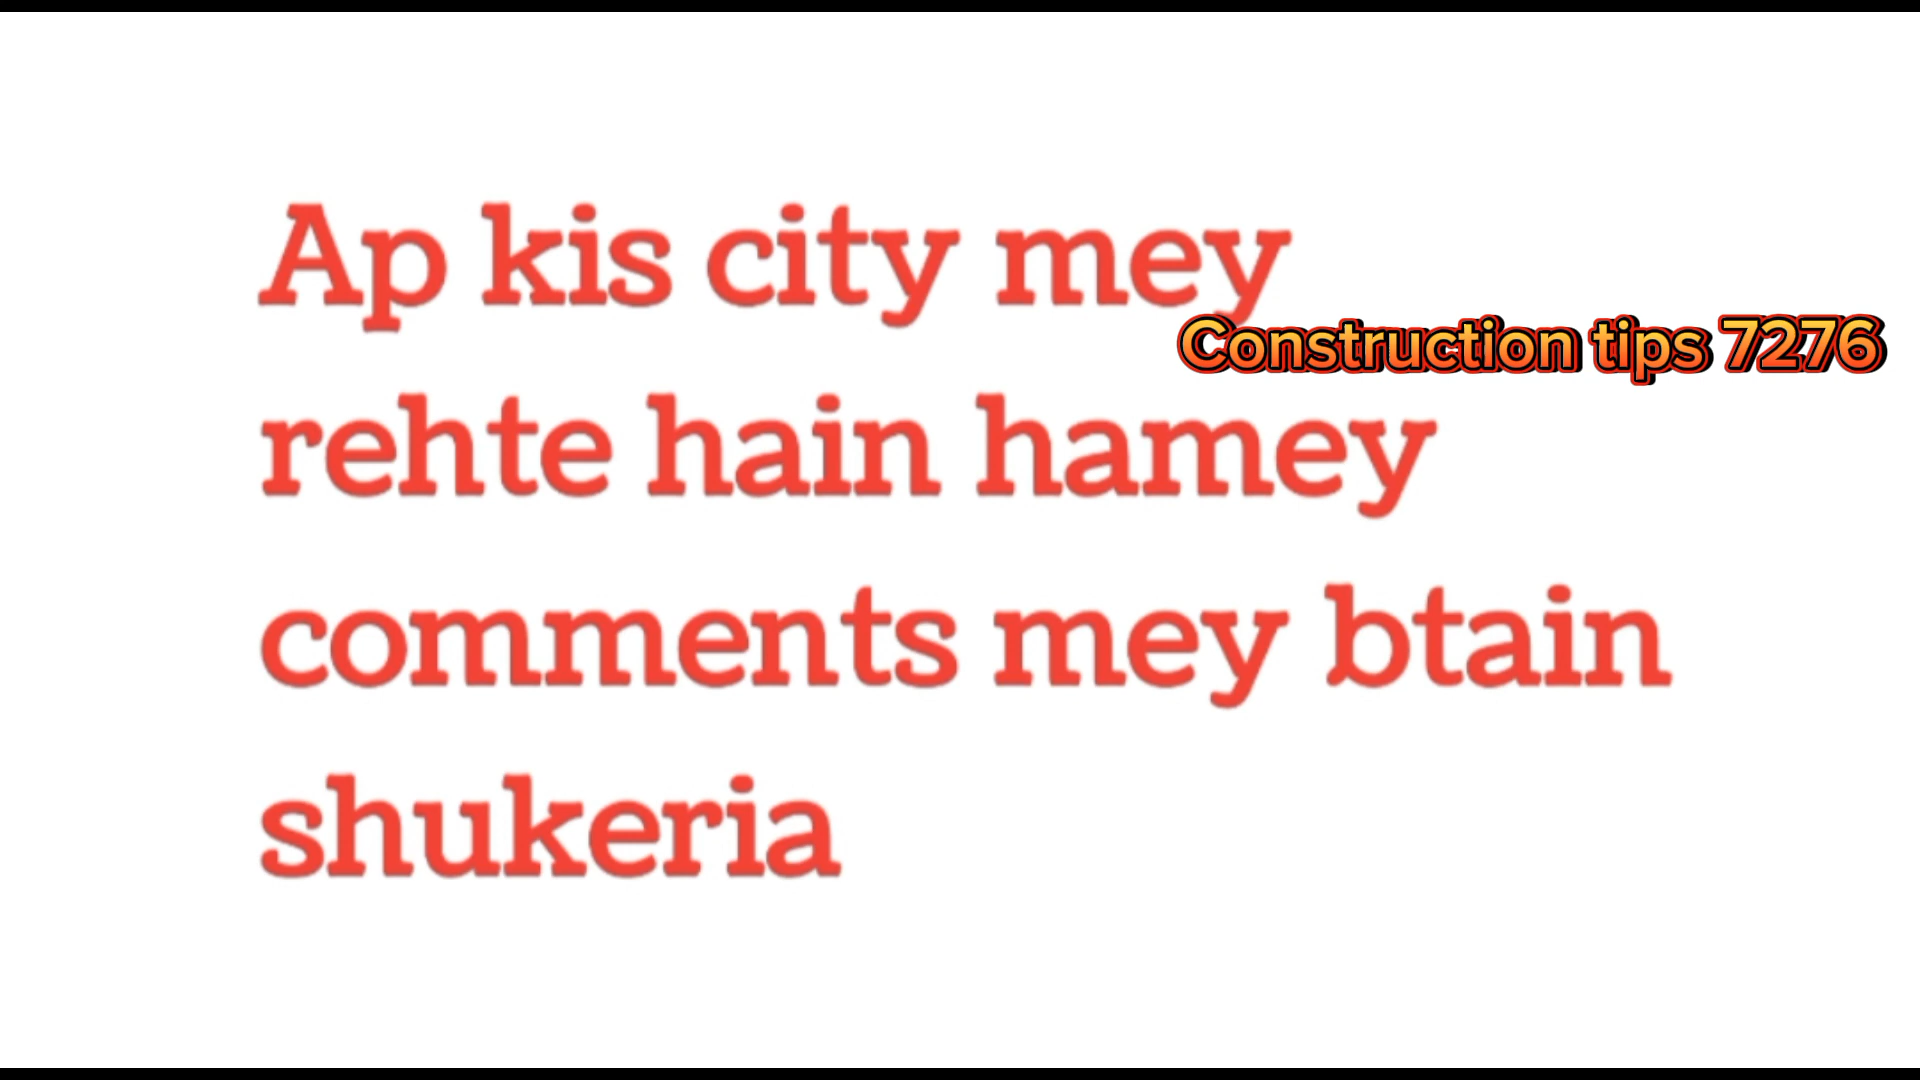 Ap kis city mey
Construction tips 7276
rehte hain hamey
comments mey btain
shukeria